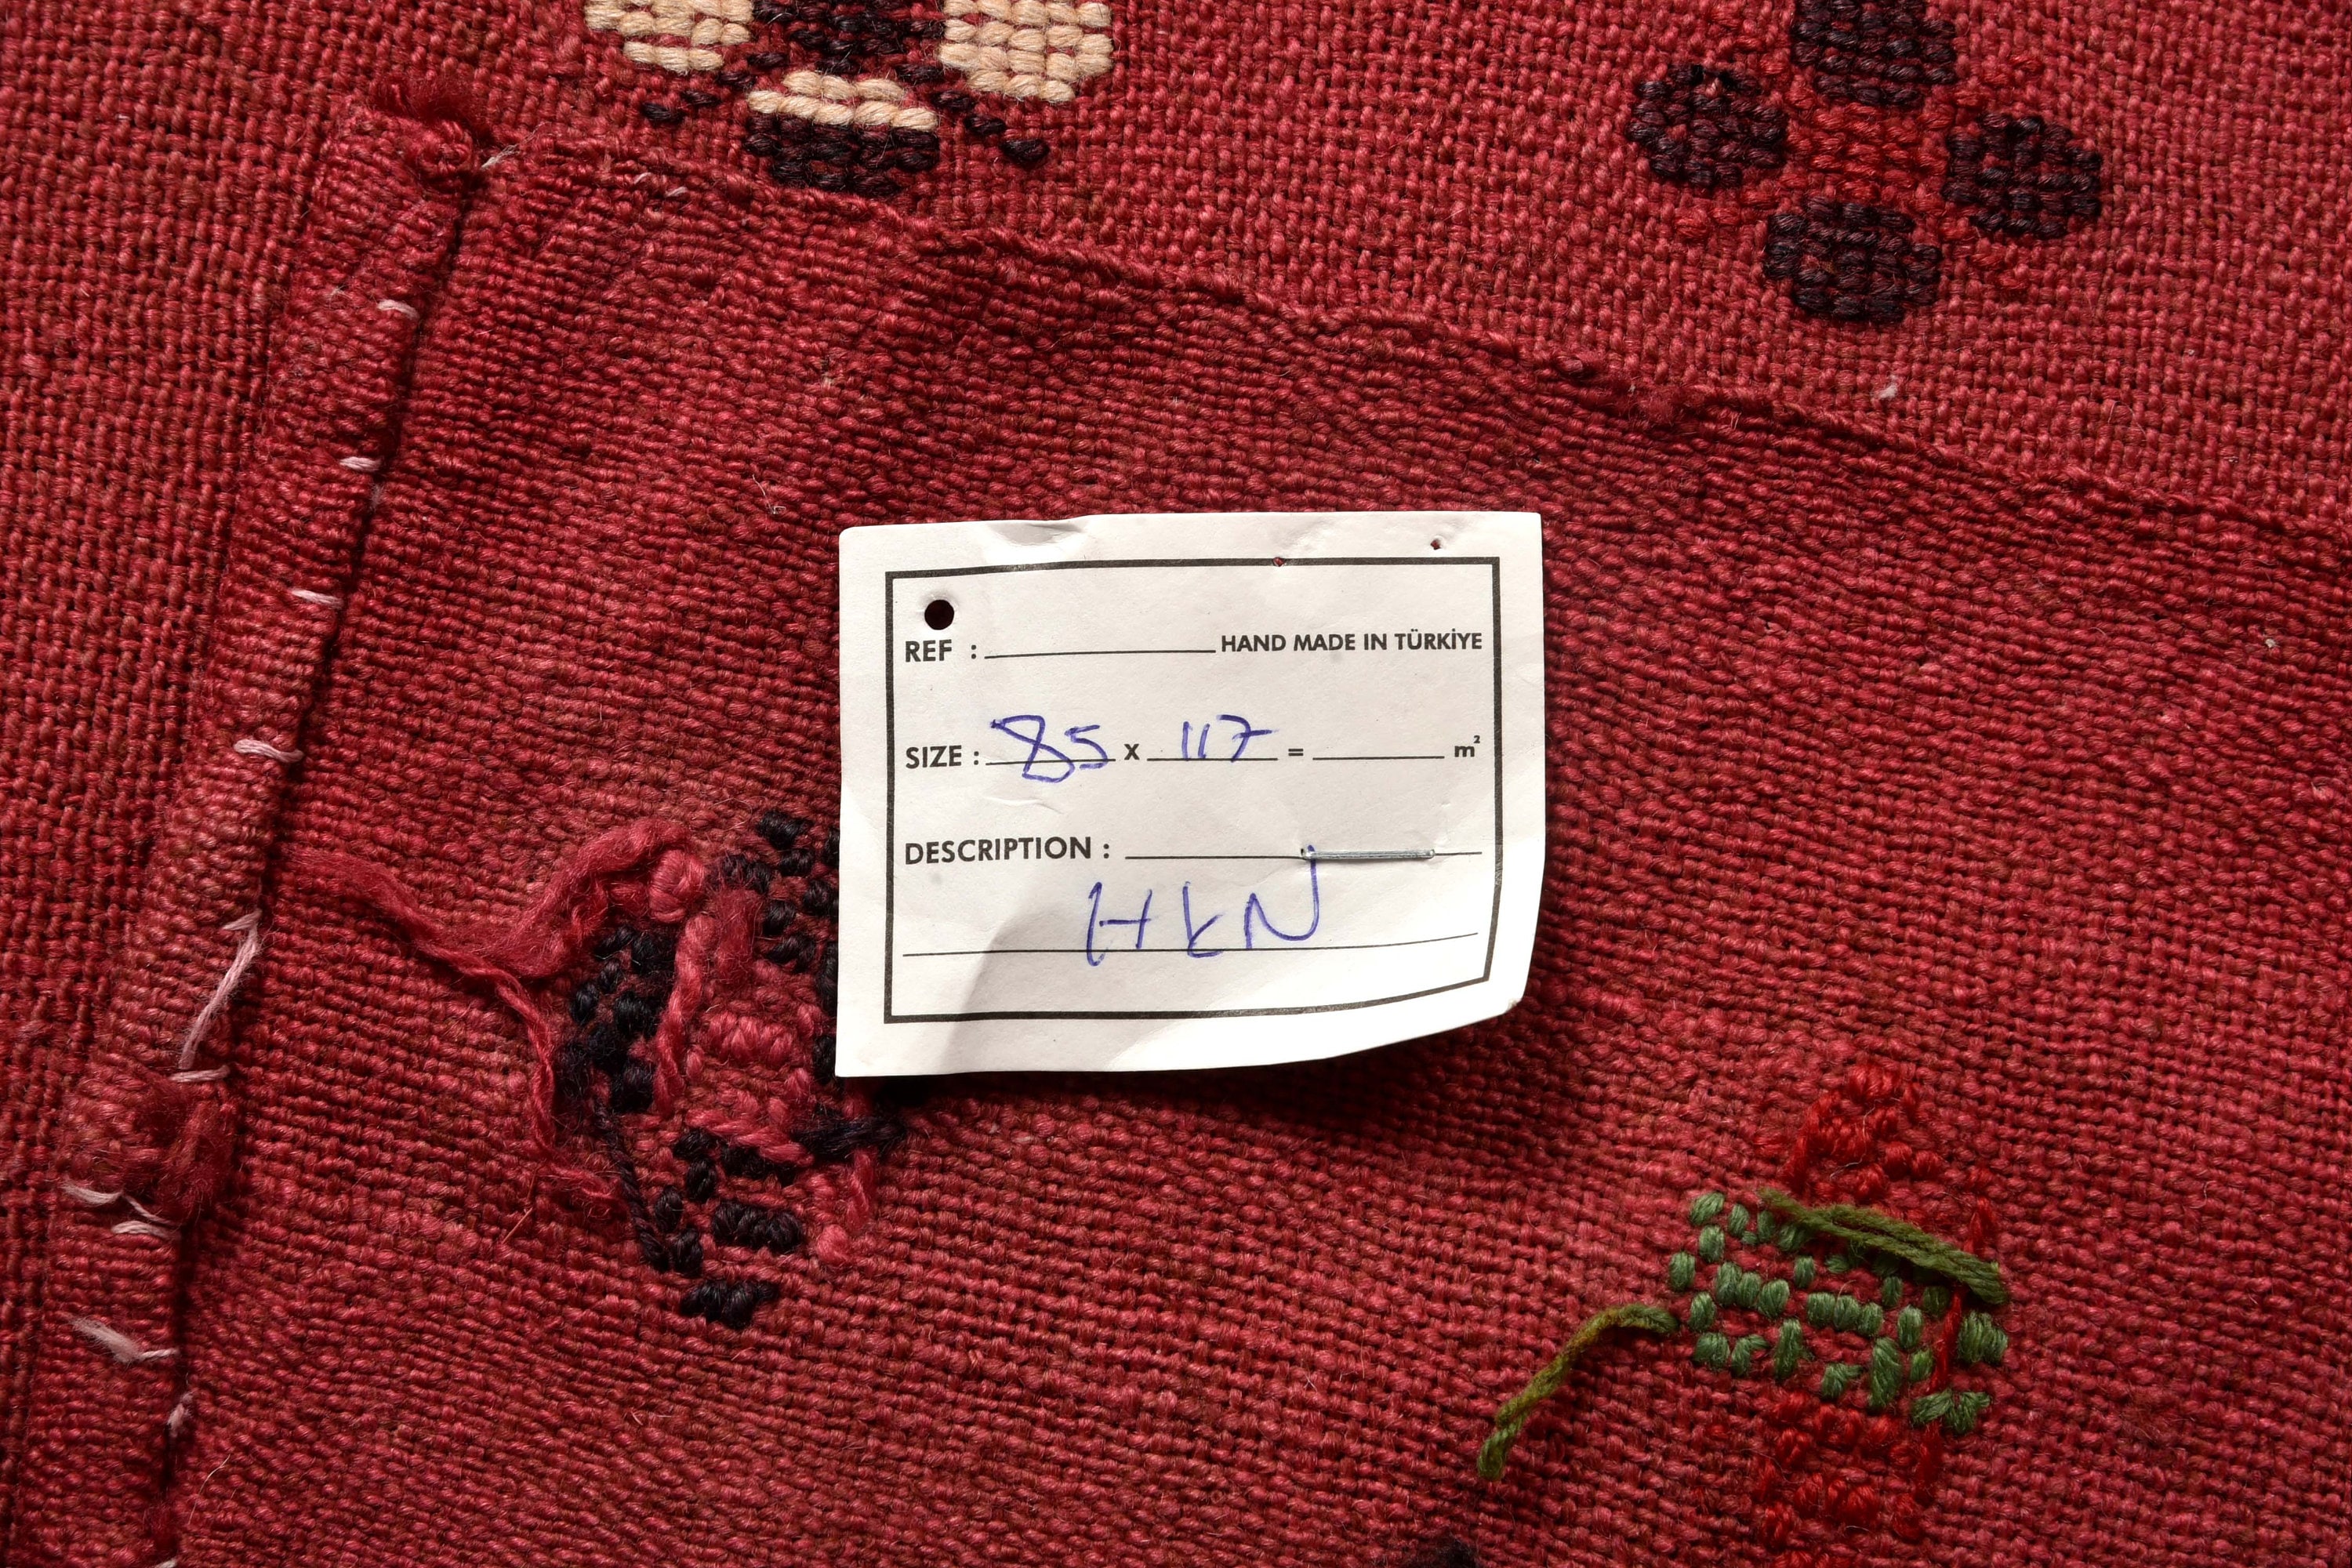 REF : HAND MADE IN TÜRKİYE
SIZE : 85 x 117 = m²
DESCRIPTION :
HKN